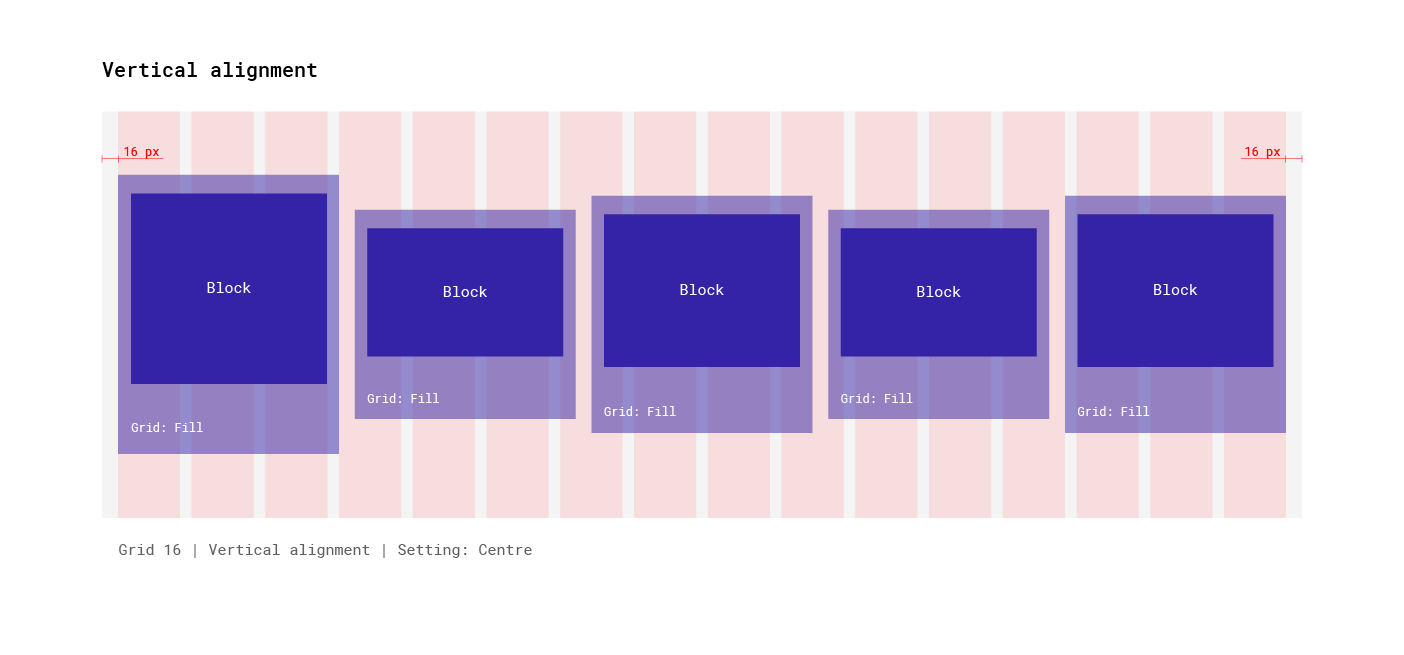 Vertical alignment
16 px
16 px
Block
Block
Block
Block
Block
Grid: Fill
Grid: Fill
Grid: Fill
Grid: Fill
Grid: Fill
Grid 16 | Vertical alignment | Setting: Centre